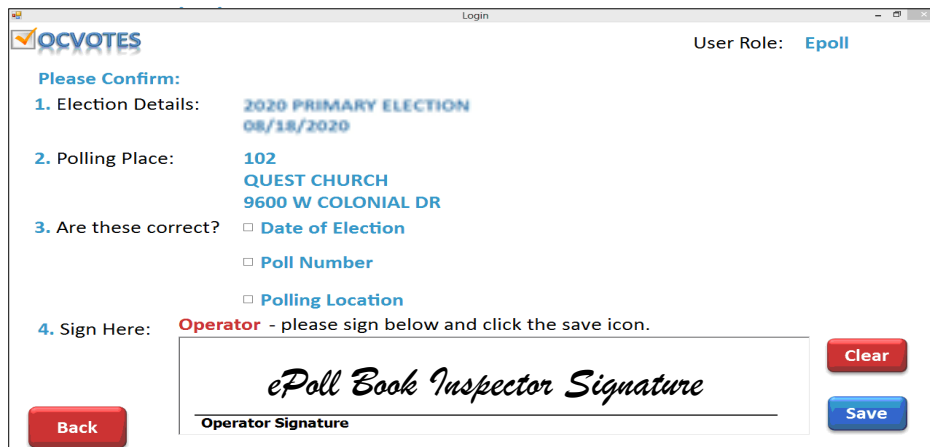 Login
OCVOTES
User Role: Epoll
Please Confirm:
1. Election Details: 2020 PRIMARY ELECTION
08/18/2020
2. Polling Place: 102
QUEST CHURCH
9600 W COLONIAL DR
3. Are these correct? Date of Election
Poll Number
Polling Location
4. Sign Here: Operator - please sign below and click the save icon.
Clear
ePoll Book Inspector Signature
Save
Operator Signature
Back